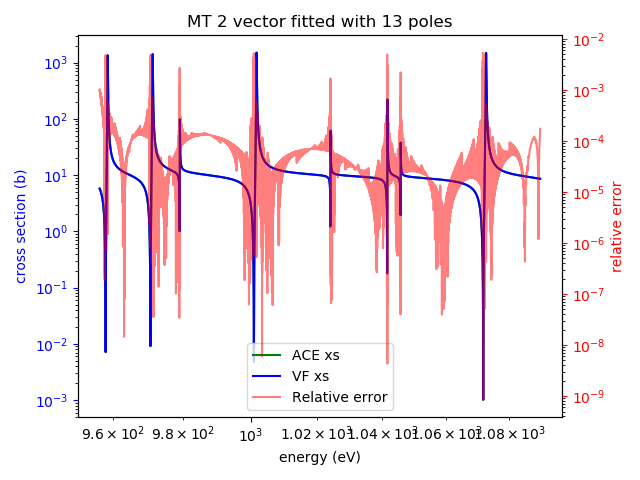 MT 2 vector fitted with 13 poles
10³
10²
10¹
10⁰
10⁻¹
10⁻²
10⁻³
cross section (b)
10⁻²
10⁻³
10⁻⁴
10⁻⁵
10⁻⁶
10⁻⁷
10⁻⁸
10⁻⁹
relative error
ACE xs
VF xs
Relative error
9.6 × 10² 9.8 × 10² 10³ 1.02 × 10³ 1.04 × 10³ 1.06 × 10³ 1.08 × 10³
energy (eV)